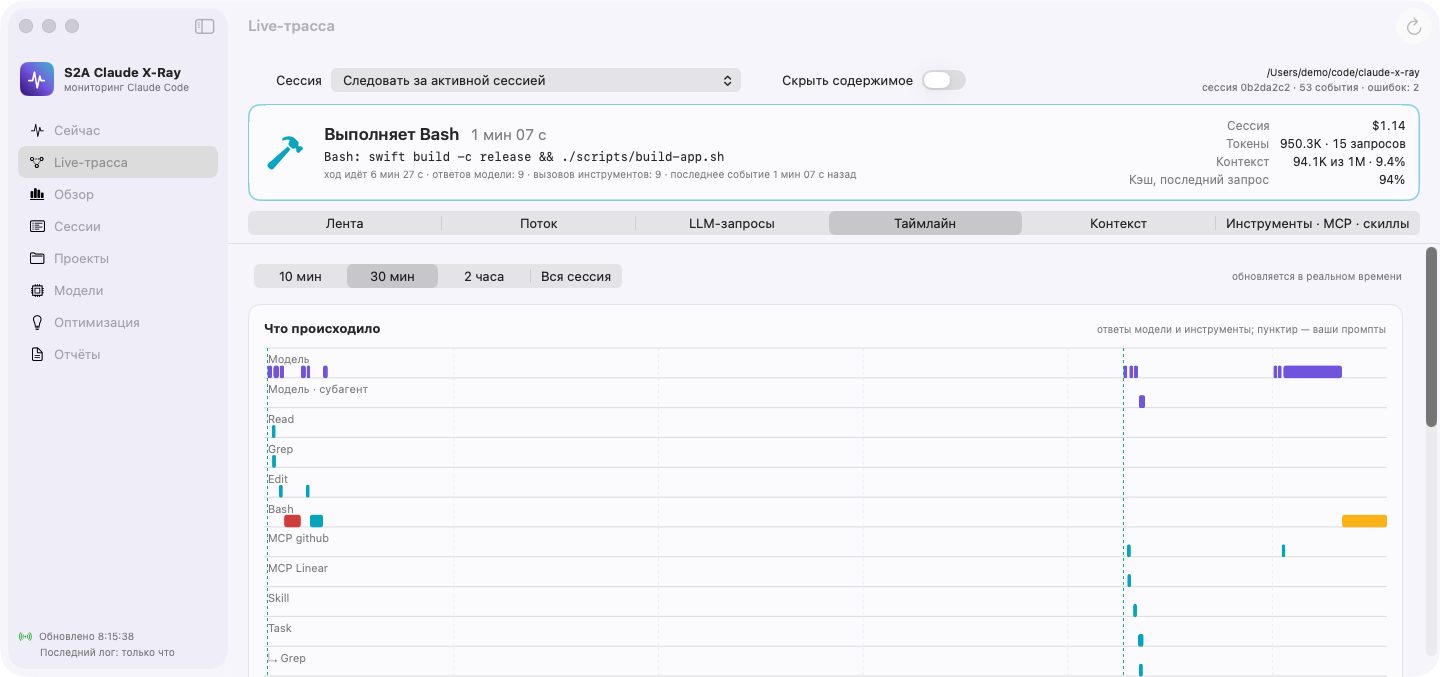 Live-трасса
S2A Claude X-Ray
мониторинг Claude Code
Сейчас
Live-трасса
Обзор
Сессии
Проекты
Модели
Оптимизация
Отчёты
Обновлено 8:15:38
Последний лог: только что
Сессия Следовать за активной сессией Скрыть содержимое
/Users/demo/code/claude-x-ray
сессия 0b2da2c2 · 53 события · ошибок: 2
Выполняет Bash 1 мин 07 с
Bash: swift build -c release && ./scripts/build-app.sh
ход идёт 6 мин 27 с · ответов модели: 9 · вызовов инструментов: 9 · последнее событие 1 мин 07 с назад
Сессия $1.14
Токены 950.3K · 15 запросов
Контекст 94.1K из 1M · 9.4%
Кэш, последний запрос 94%
Лента Поток LLM-запросы Таймлайн Контекст Инструменты · MCP · скиллы
10 мин 30 мин 2 часа Вся сессия обновляется в реальном времени
Что происходило ответы модели и инструменты; пунктир — ваши промпты
Модель
Модель · субагент
Read
Grep
Edit
Bash
MCP github
MCP Linear
Skill
Task
↳ Grep